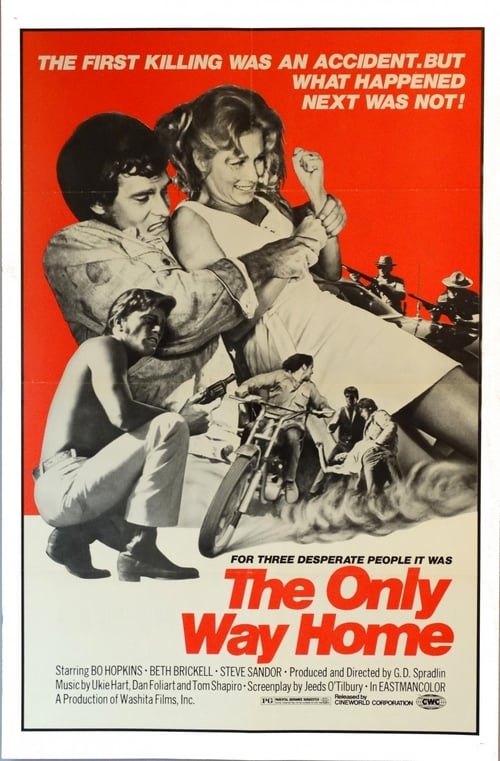 THE FIRST KILLING WAS AN ACCIDENT. BUT
WHAT HAPPENED
NEXT WAS NOT!
FOR THREE DESPERATE PEOPLE IT WAS
The Only
Way Home
Starring BO HOPKINS • BETH BRICKELL • STEVE SANDOR • Produced and Directed by G.D. Spradlin
Music by Ukie Hart, Dan Foliart and Tom Shapiro • Screenplay by Jeeds O'Tilbury • In EASTMANCOLOR
A Production of Washita Films, Inc.
PG PARENTAL GUIDANCE SUGGESTED
Released by
CINEWORLD CORPORATION
CWC